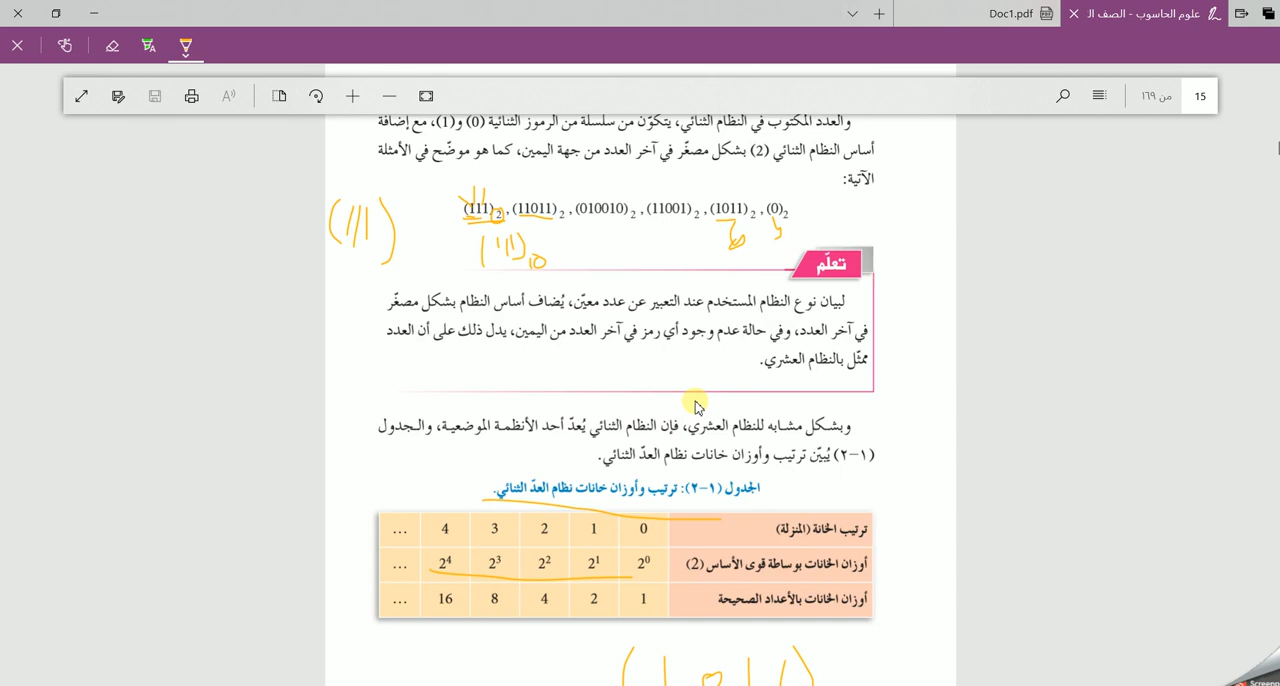 علوم الحاسوب - الصف ال
Doc1.pdf
15
من ١٦٩
والعدد المكتوب في النظام الثنائي، يتكوّن من سلسلة من الرموز الثنائية (0) و(1)، مع إضافة
أساس النظام الثنائي (2) بشكل مصغّر في آخر العدد من جهة اليمين، كما هو موضّح في الأمثلة
الآتية:
(111)₂ , (11011)₂ , (010010)₂ , (11001)₂ , (1011)₂ , (0)₂
(111)
(111)₁₀
تعلّم
لبيان نوع النظام المستخدم عند التعبير عن عدد معيّن، يُضاف أساس النظام بشكل مصغّر
في آخر العدد، وفي حالة عدم وجود أي رمز في آخر العدد من اليمين، يدل ذلك على أن العدد
ممثّل بالنظام العشري.
وبشكل مشابه للنظام العشري، فإن النظام الثنائي يُعدّ أحد الأنظمة الموضعية، والجدول
(١-٢) يُبيّن ترتيب وأوزان خانات نظام العدّ الثنائي.
الجدول (١-٢): ترتيب وأوزان خانات نظام العدّ الثنائي.
ترتيب الخانة (المنزلة) 0 1 2 3 4 ...
أوزان الخانات بوساطة قوى الأساس (2) 2⁰ 2¹ 2² 2³ 2⁴ ...
أوزان الخانات بالأعداد الصحيحة 1 2 4 8 16 ...